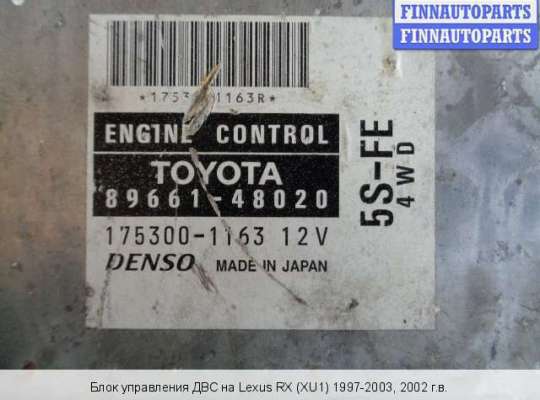 FINNAUTOPARTS
FINNAUTOPARTS
ENGINE CONTROL
TOYOTA
89661-48020
175300-1163 12V
DENSO MADE IN JAPAN
5S-FE
4WD
Блок управления ДВС на Lexus RX (XU1) 1997-2003, 2002 г.в.